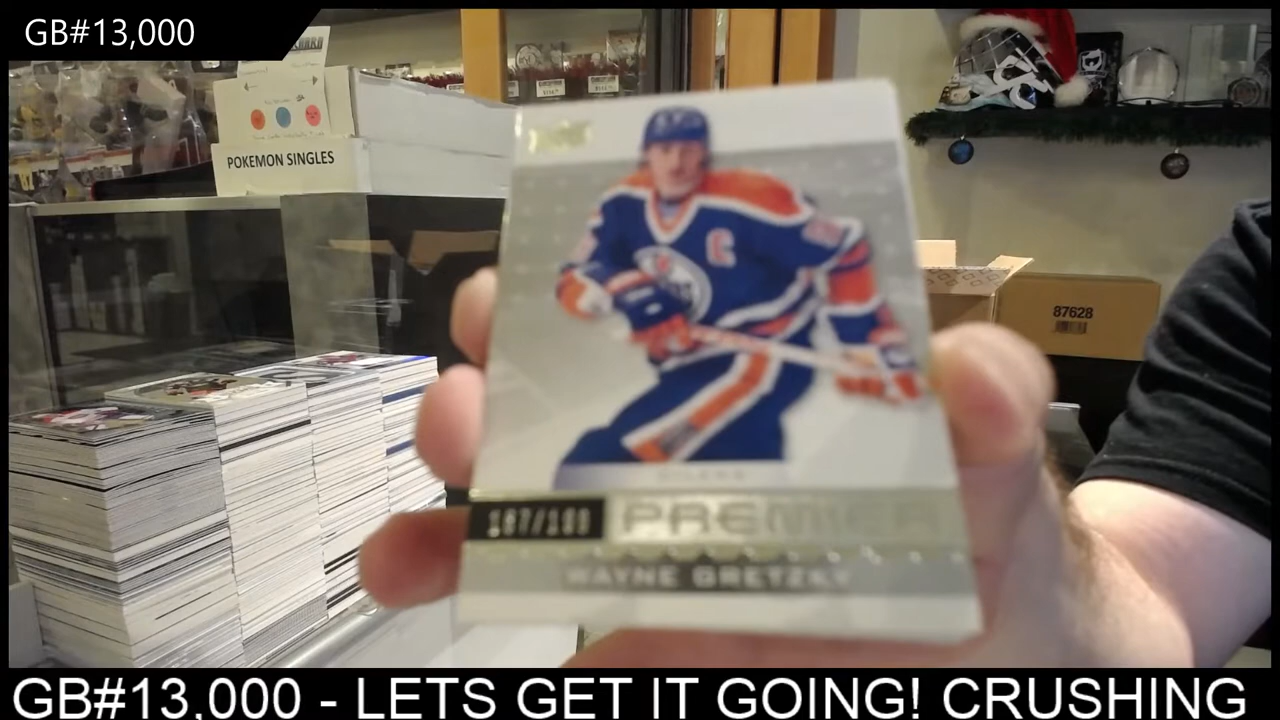 GB#13,000
POKEMON SINGLES
87628
C
PREMIER
WAYNE GRETZKY
GB#13,000 - LETS GET IT GOING! CRUSHING